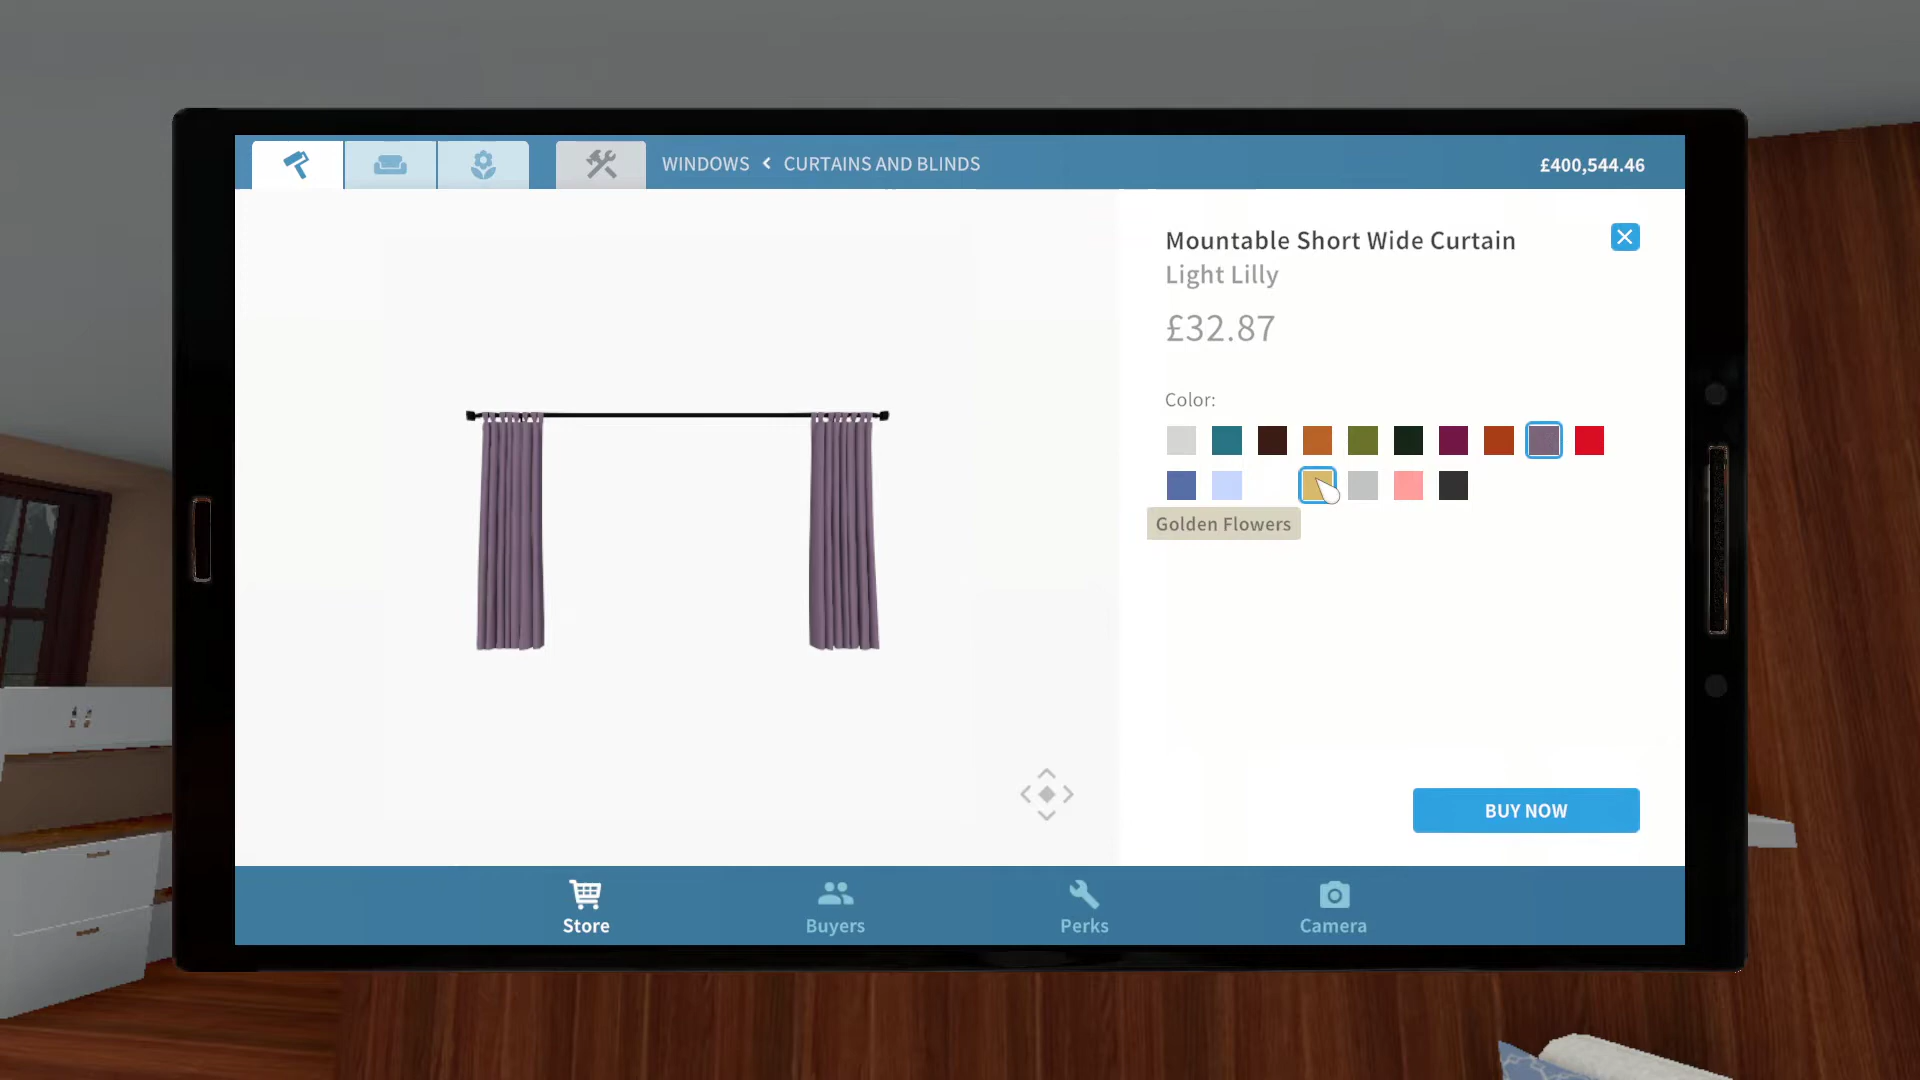 WINDOWS < CURTAINS AND BLINDS
£400,544.46
Mountable Short Wide Curtain
Light Lilly
£32.87
Color:
Golden Flowers
BUY NOW
Store
Buyers
Perks
Camera